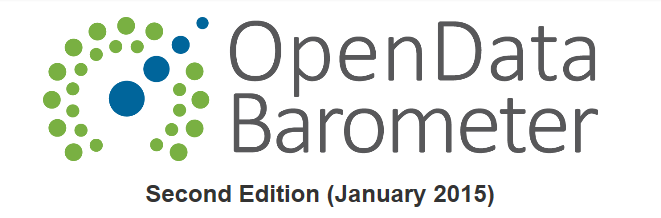 OpenData
Barometer
Second Edition (January 2015)